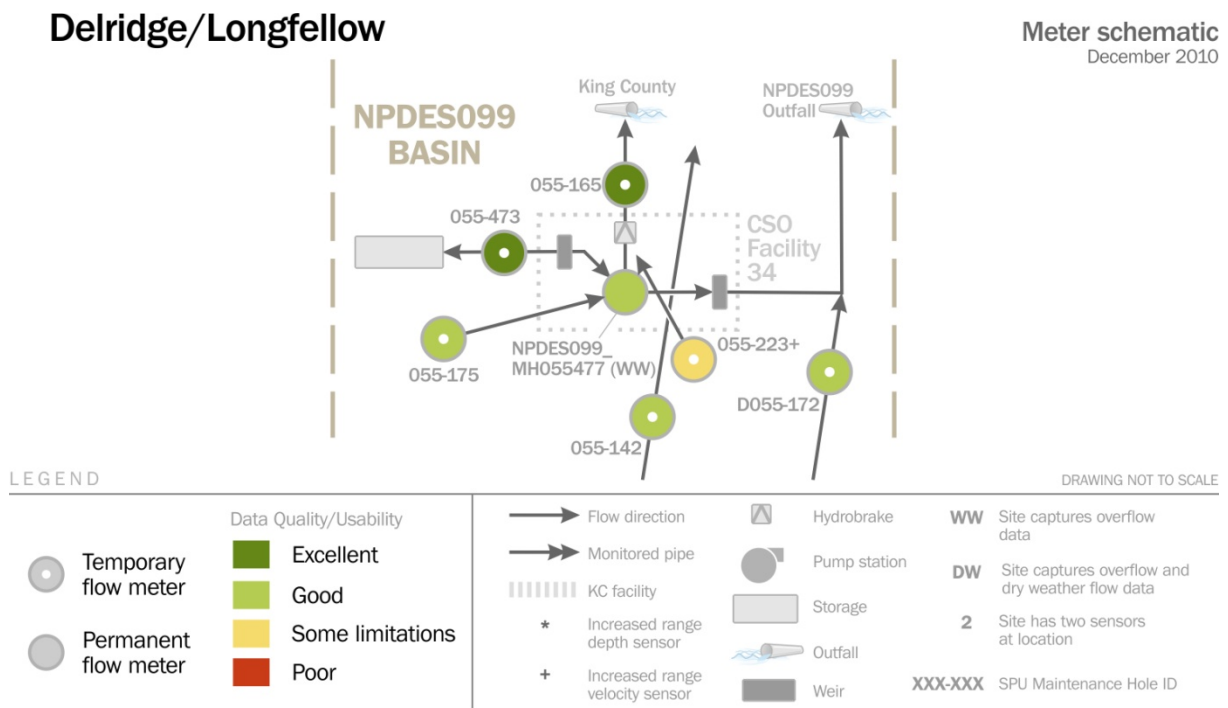 Delridge/Longfellow
Meter schematic
December 2010
King County
NPDES099
Outfall
NPDES099
BASIN
055-165
055-473
CSO
Facility
34
NPDES099_
MH055477 (WW)
055-223+
055-175
D055-172
055-142
LEGEND
DRAWING NOT TO SCALE
Data Quality/Usability
Temporary
flow meter
Permanent
flow meter
Excellent
Good
Some limitations
Poor
Flow direction
Monitored pipe
KC facility
* Increased range
depth sensor
+ Increased range
velocity sensor
Hydrobrake
Pump station
Storage
Outfall
Weir
WW Site captures overflow
data
DW Site captures overflow and
dry weather flow data
2 Site has two sensors
at location
XXX-XXX SPU Maintenance Hole ID